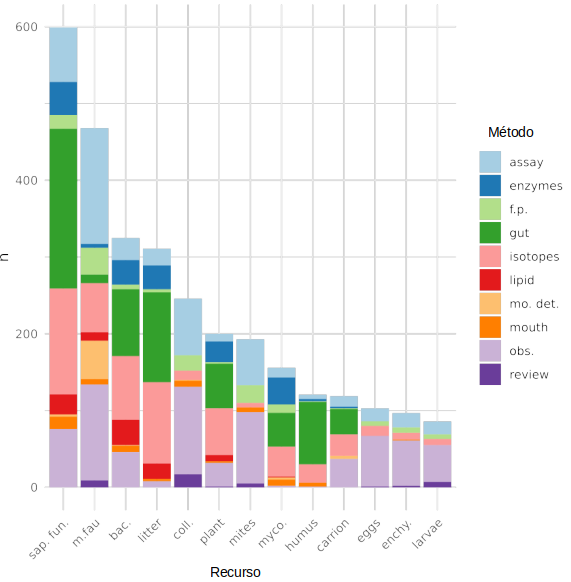 600
400
200
0
n
sap. fun.
m.fau
bac.
litter
coll.
plant
mites
myco.
humus
carrion
eggs
enchy.
larvae
Recurso
Método
assay
enzymes
f.p.
gut
isotopes
lipid
mo. det.
mouth
obs.
review